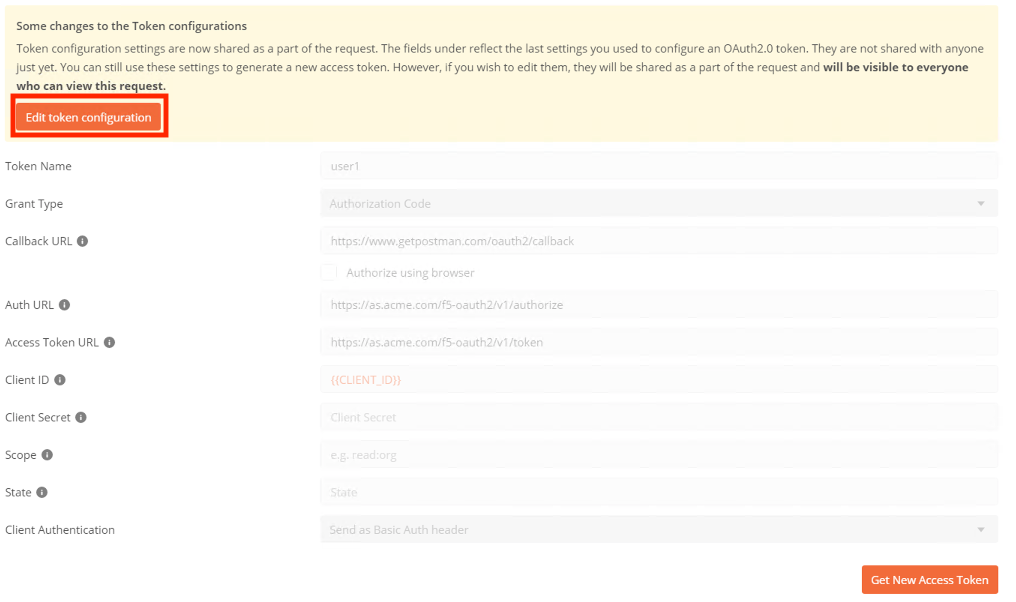 Some changes to the Token configurations
Token configuration settings are now shared as a part of the request. The fields under reflect the last settings you used to configure an OAuth2.0 token. They are not shared with anyone
just yet. You can still use these settings to generate a new access token. However, if you wish to edit them, they will be shared as a part of the request and will be visible to everyone
who can view this request.
Edit token configuration
Token Name user1
Grant Type Authorization Code
Callback URL https://www.getpostman.com/oauth2/callback
Authorize using browser
Auth URL https://as.acme.com/f5-oauth2/v1/authorize
Access Token URL https://as.acme.com/f5-oauth2/v1/token
Client ID {{CLIENT_ID}}
Client Secret Client Secret
Scope e.g. read:org
State State
Client Authentication Send as Basic Auth header
Get New Access Token